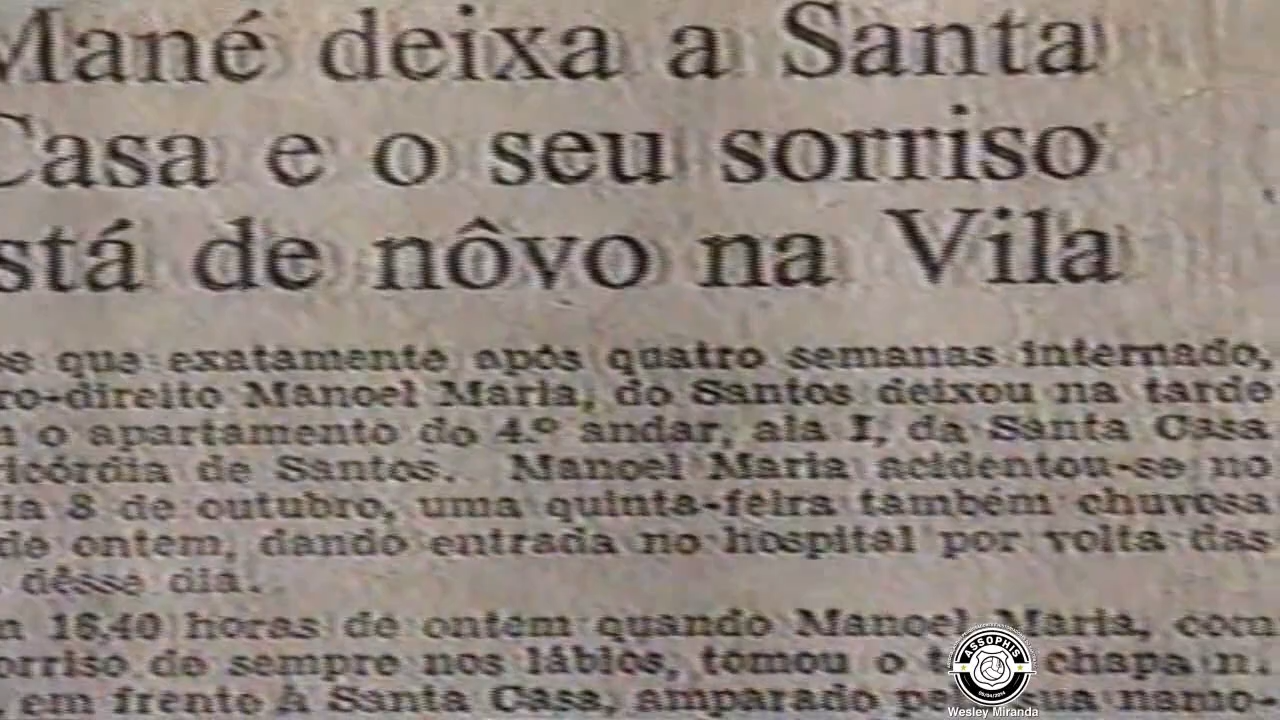 Mané deixa a Santa
Casa e o seu sorriso
stá de nôvo na Vila
se que exatamente após quatro semanas internado,
ro-direito Manoel Maria, do Santos deixou na tarde
o apartamento do 4.º andar, ala I, da Santa Casa
ricórdia de Santos. Manoel Maria acidentou-se no
ia 8 de outubro, uma quinta-feira também chuvosa
de ontem, dando entrada no hospital por volta das
dêsse dia.
16,40 horas de ontem quando Manoel Maria, com
orriso de sempre nos lábios, tomou o chapa
em frente Santa Casa, amparado sua namo-
ASSOPHIS
Wesley Miranda